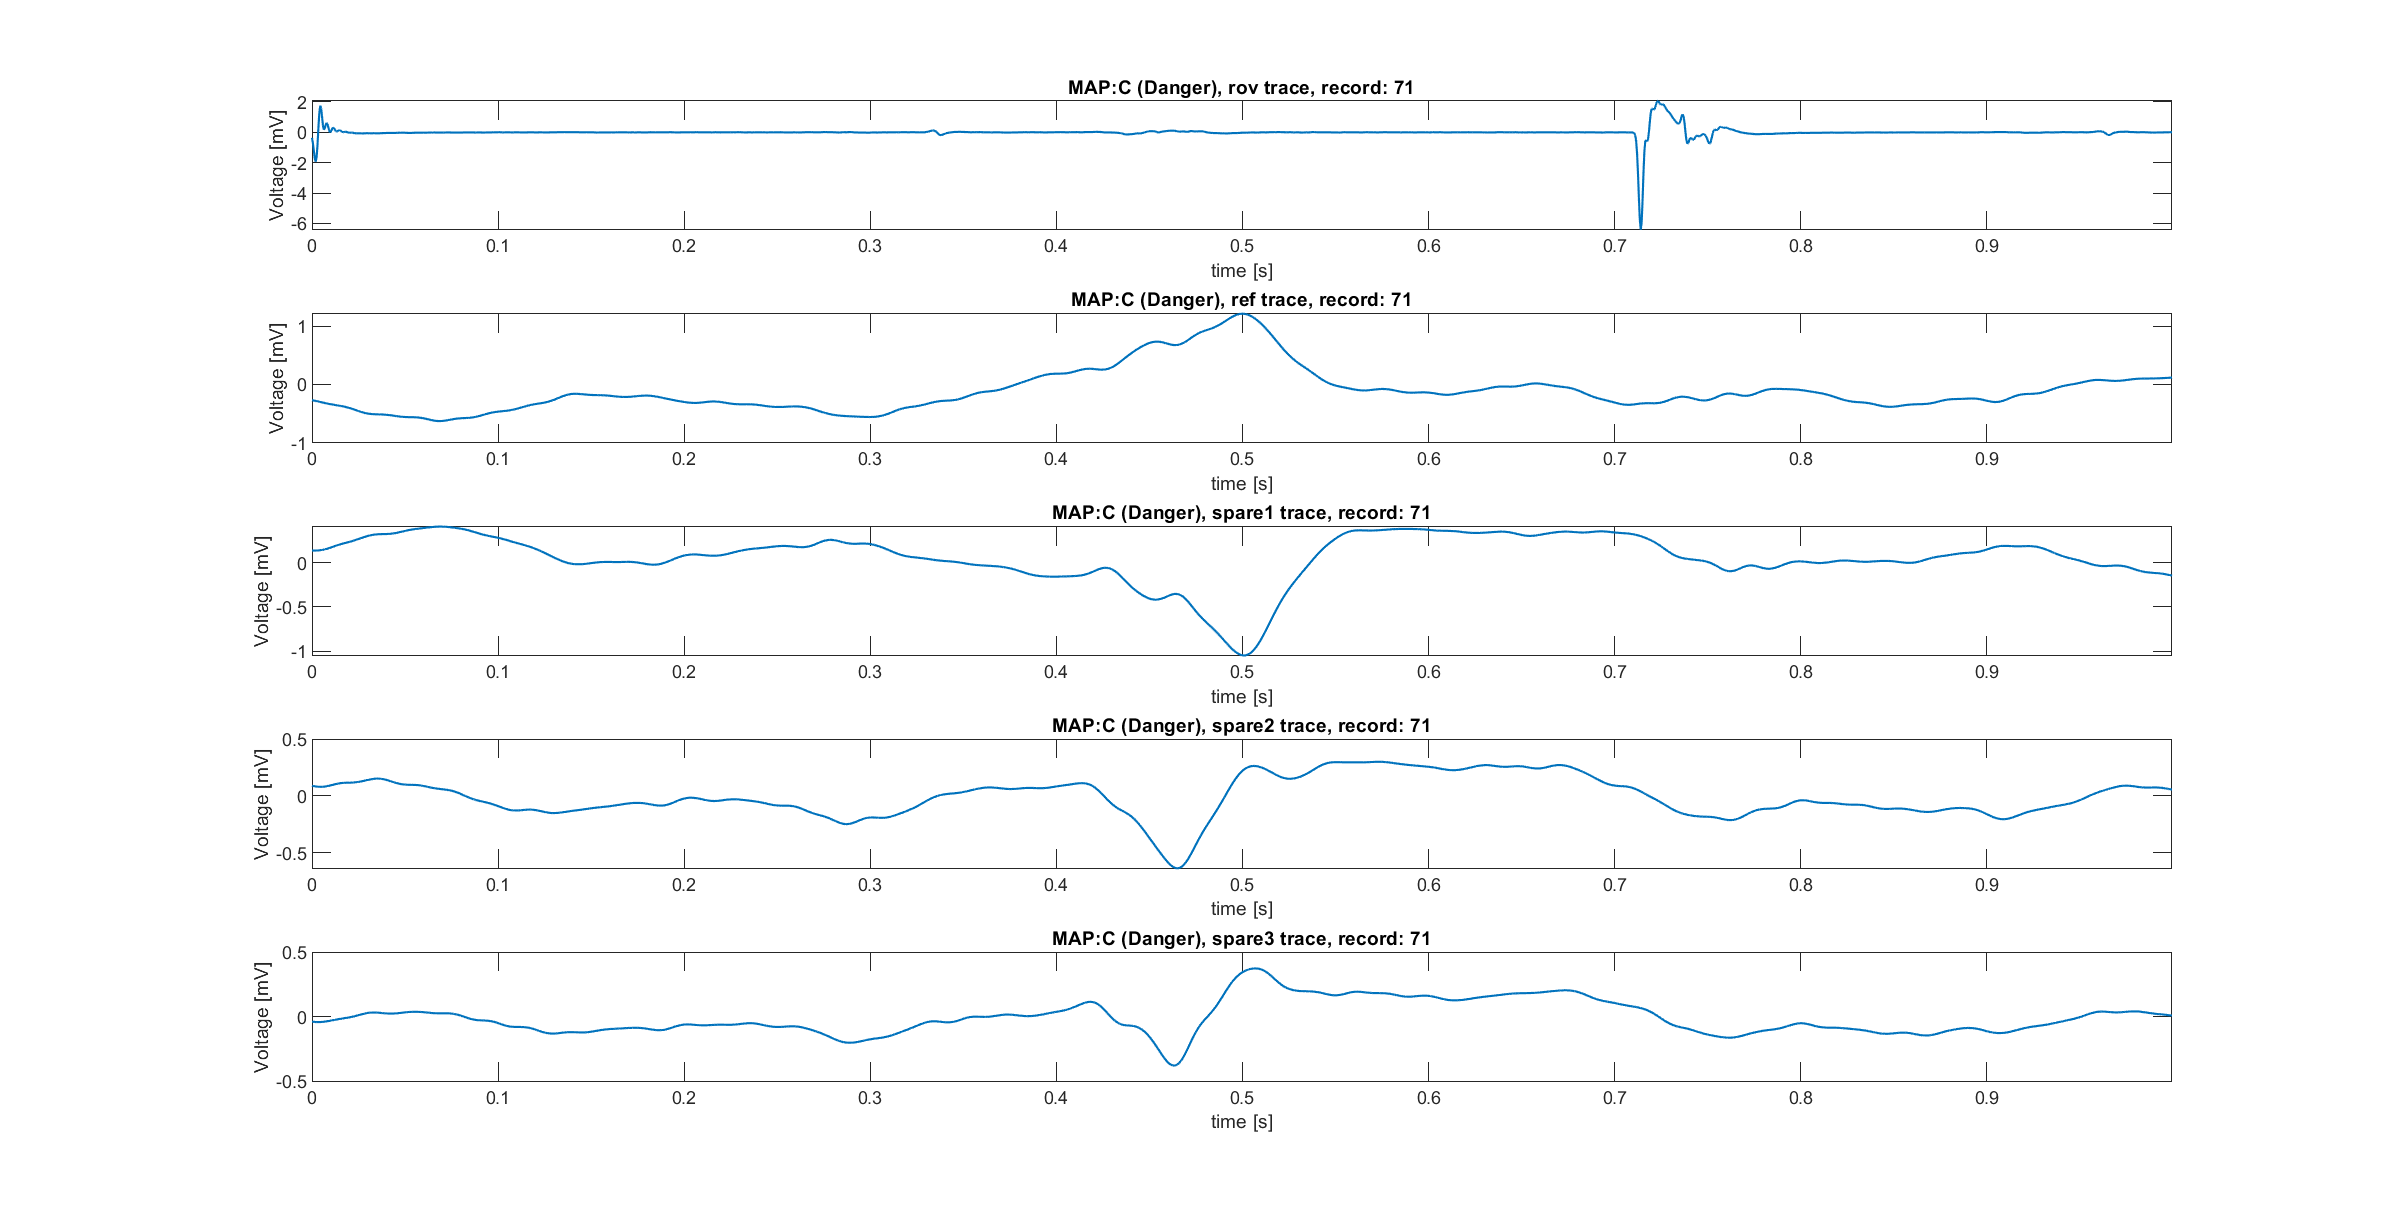 MAP:C (Danger), rov trace, record: 71
Voltage [mV]
2
0
-2
-4
-6
0 0.1 0.2 0.3 0.4 0.5 0.6 0.7 0.8 0.9
time [s]
MAP:C (Danger), ref trace, record: 71
Voltage [mV]
1
0
-1
0 0.1 0.2 0.3 0.4 0.5 0.6 0.7 0.8 0.9
time [s]
MAP:C (Danger), spare1 trace, record: 71
Voltage [mV]
0
-0.5
-1
0 0.1 0.2 0.3 0.4 0.5 0.6 0.7 0.8 0.9
time [s]
MAP:C (Danger), spare2 trace, record: 71
Voltage [mV]
0.5
0
-0.5
0 0.1 0.2 0.3 0.4 0.5 0.6 0.7 0.8 0.9
time [s]
MAP:C (Danger), spare3 trace, record: 71
Voltage [mV]
0.5
0
-0.5
0 0.1 0.2 0.3 0.4 0.5 0.6 0.7 0.8 0.9
time [s]